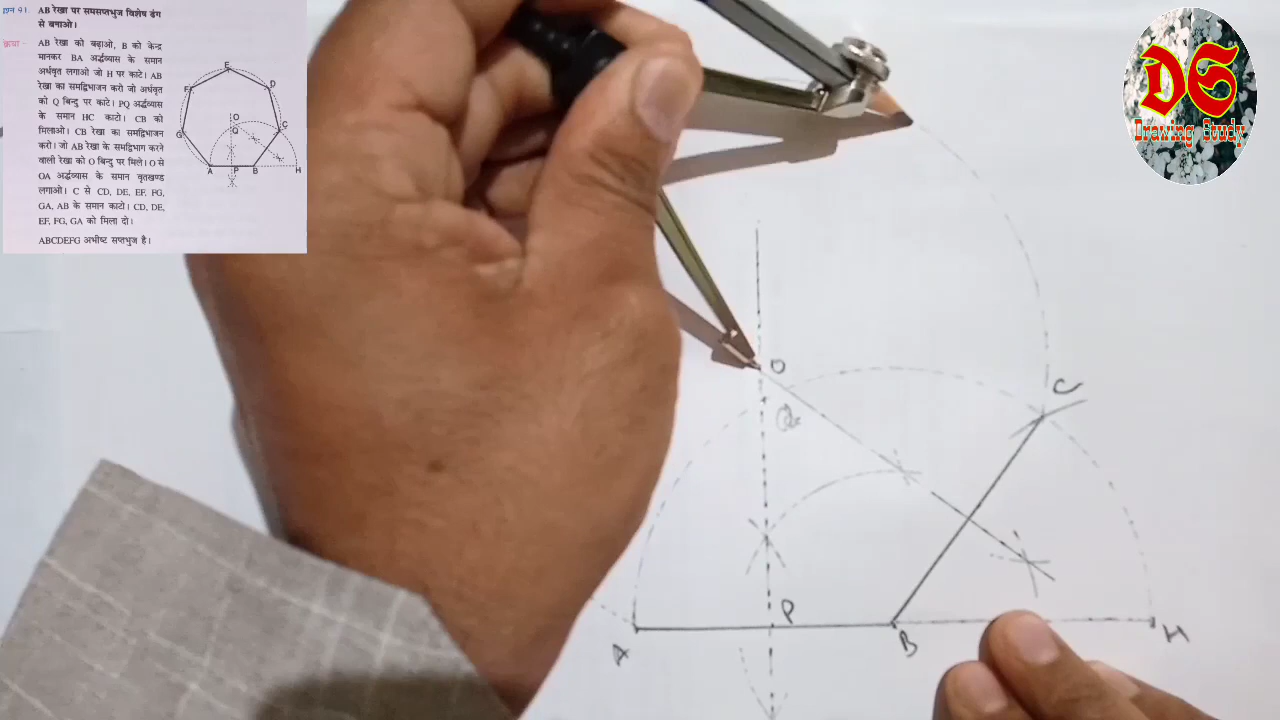 प्रश्न 41. AB रेखा पर समसप्तभुज विशेष ढंग
से बनाओ।
क्रिया - AB रेखा को बढ़ाओ, B को केन्द्र
मानकर BA अर्द्धव्यास के समान
अर्धवृत लगाओ जो H पर काटे। AB
रेखा का समद्विभाजन करो जो अर्धवृत
को Q बिन्दु पर काटे। PQ अर्द्धव्यास
के समान HC काटो। CB को
मिलाओ। CB रेखा का समद्विभाजन
करो। जो AB रेखा के समद्विभाग करने
वाली रेखा को O बिन्दु पर मिले। O से
OA अर्द्धव्यास के समान वृतखण्ड
लगाओ। C से CD, DE, EF, FG,
GA, AB के समान काटो। CD, DE,
EF, FG, GA को मिला दो।
ABCDEFG अभीष्ट सप्तभुज है।
E
F
D
O
Q
G
C
A
P
B
H
DS
Drawing Study
O
C
Q
P
A
B
H